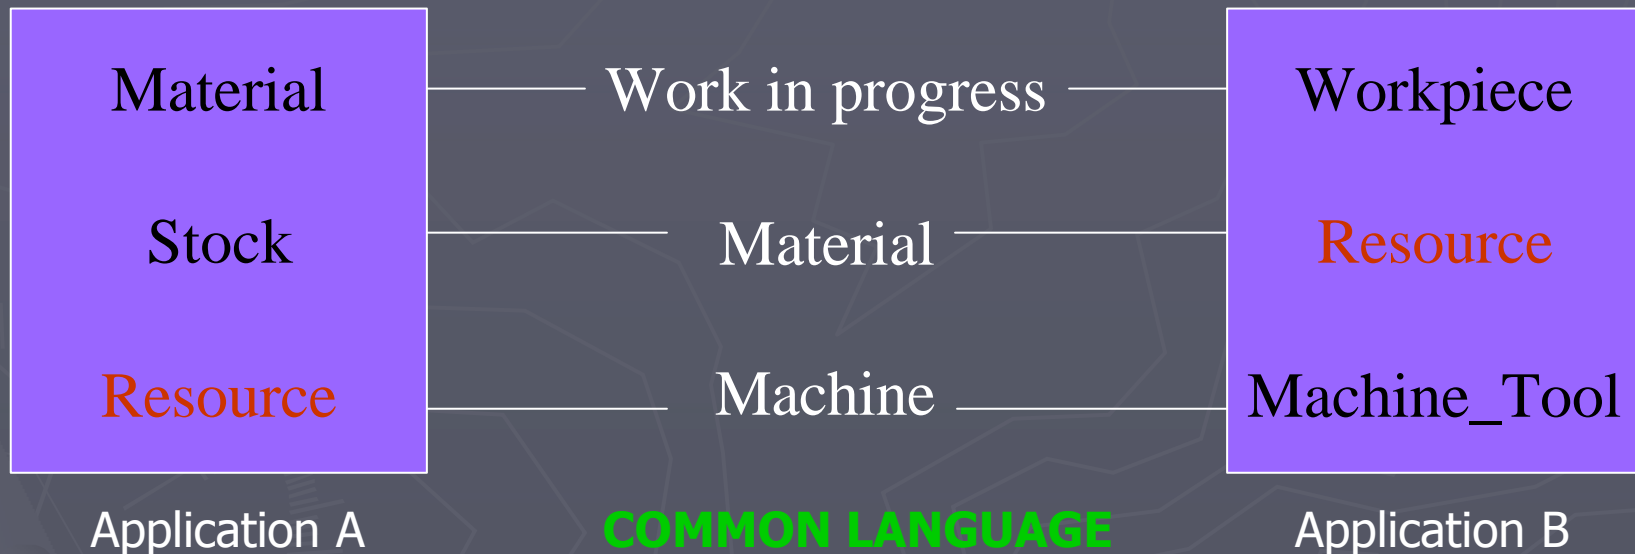 Material Work in progress Workpiece
Stock Material Resource
Resource Machine Machine_Tool
Application A COMMON LANGUAGE Application B